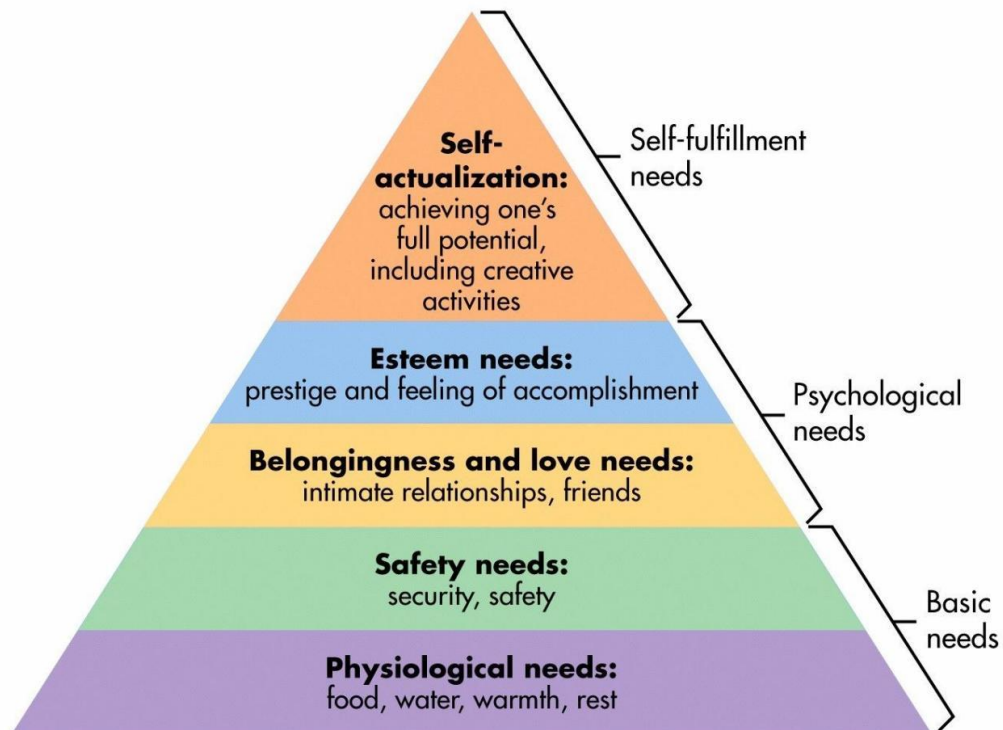 Self-
actualization:
achieving one's
full potential,
including creative
activities
Self-fulfillment
needs
Esteem needs:
prestige and feeling of accomplishment
Belongingness and love needs:
intimate relationships, friends
Psychological
needs
Safety needs:
security, safety
Physiological needs:
food, water, warmth, rest
Basic
needs